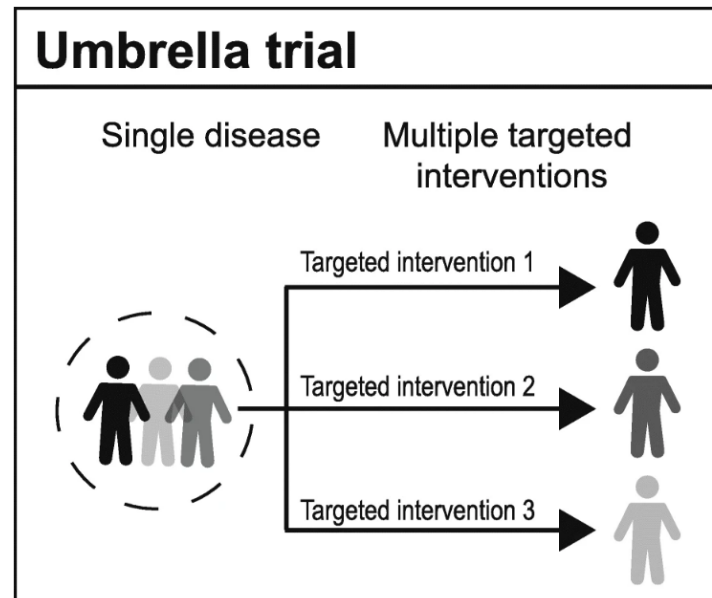 Umbrella trial
Single disease
Multiple targeted
interventions
Targeted intervention 1
Targeted intervention 2
Targeted intervention 3